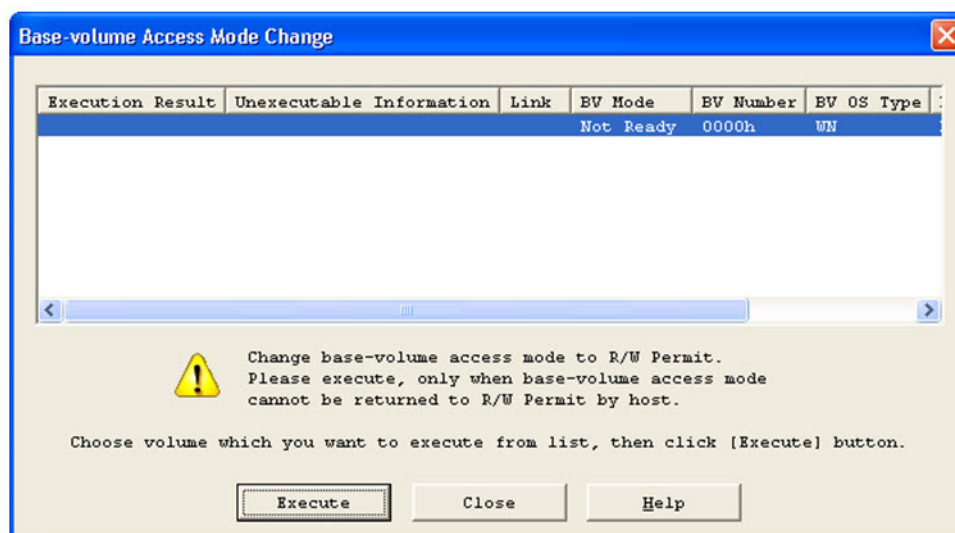 Base-volume Access Mode Change
Execution Result Unexecutable Information Link BV Mode BV Number BV OS Type
Not Ready 0000h WN
Change base-volume access mode to R/W Permit.
Please execute, only when base-volume access mode
cannot be returned to R/W Permit by host.
Choose volume which you want to execute from list, then click [Execute] button.
Execute Close Help